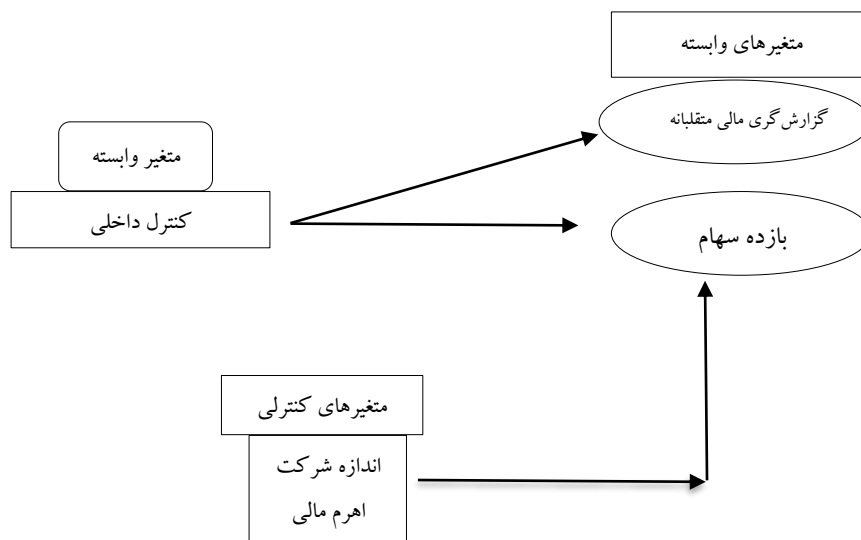 متغیرهای وابسته
گزارش‌گری مالی متقلبانه
متغیر وابسته
کنترل داخلی
بازده سهام
متغیرهای کنترلی
اندازه شرکت
اهرم مالی